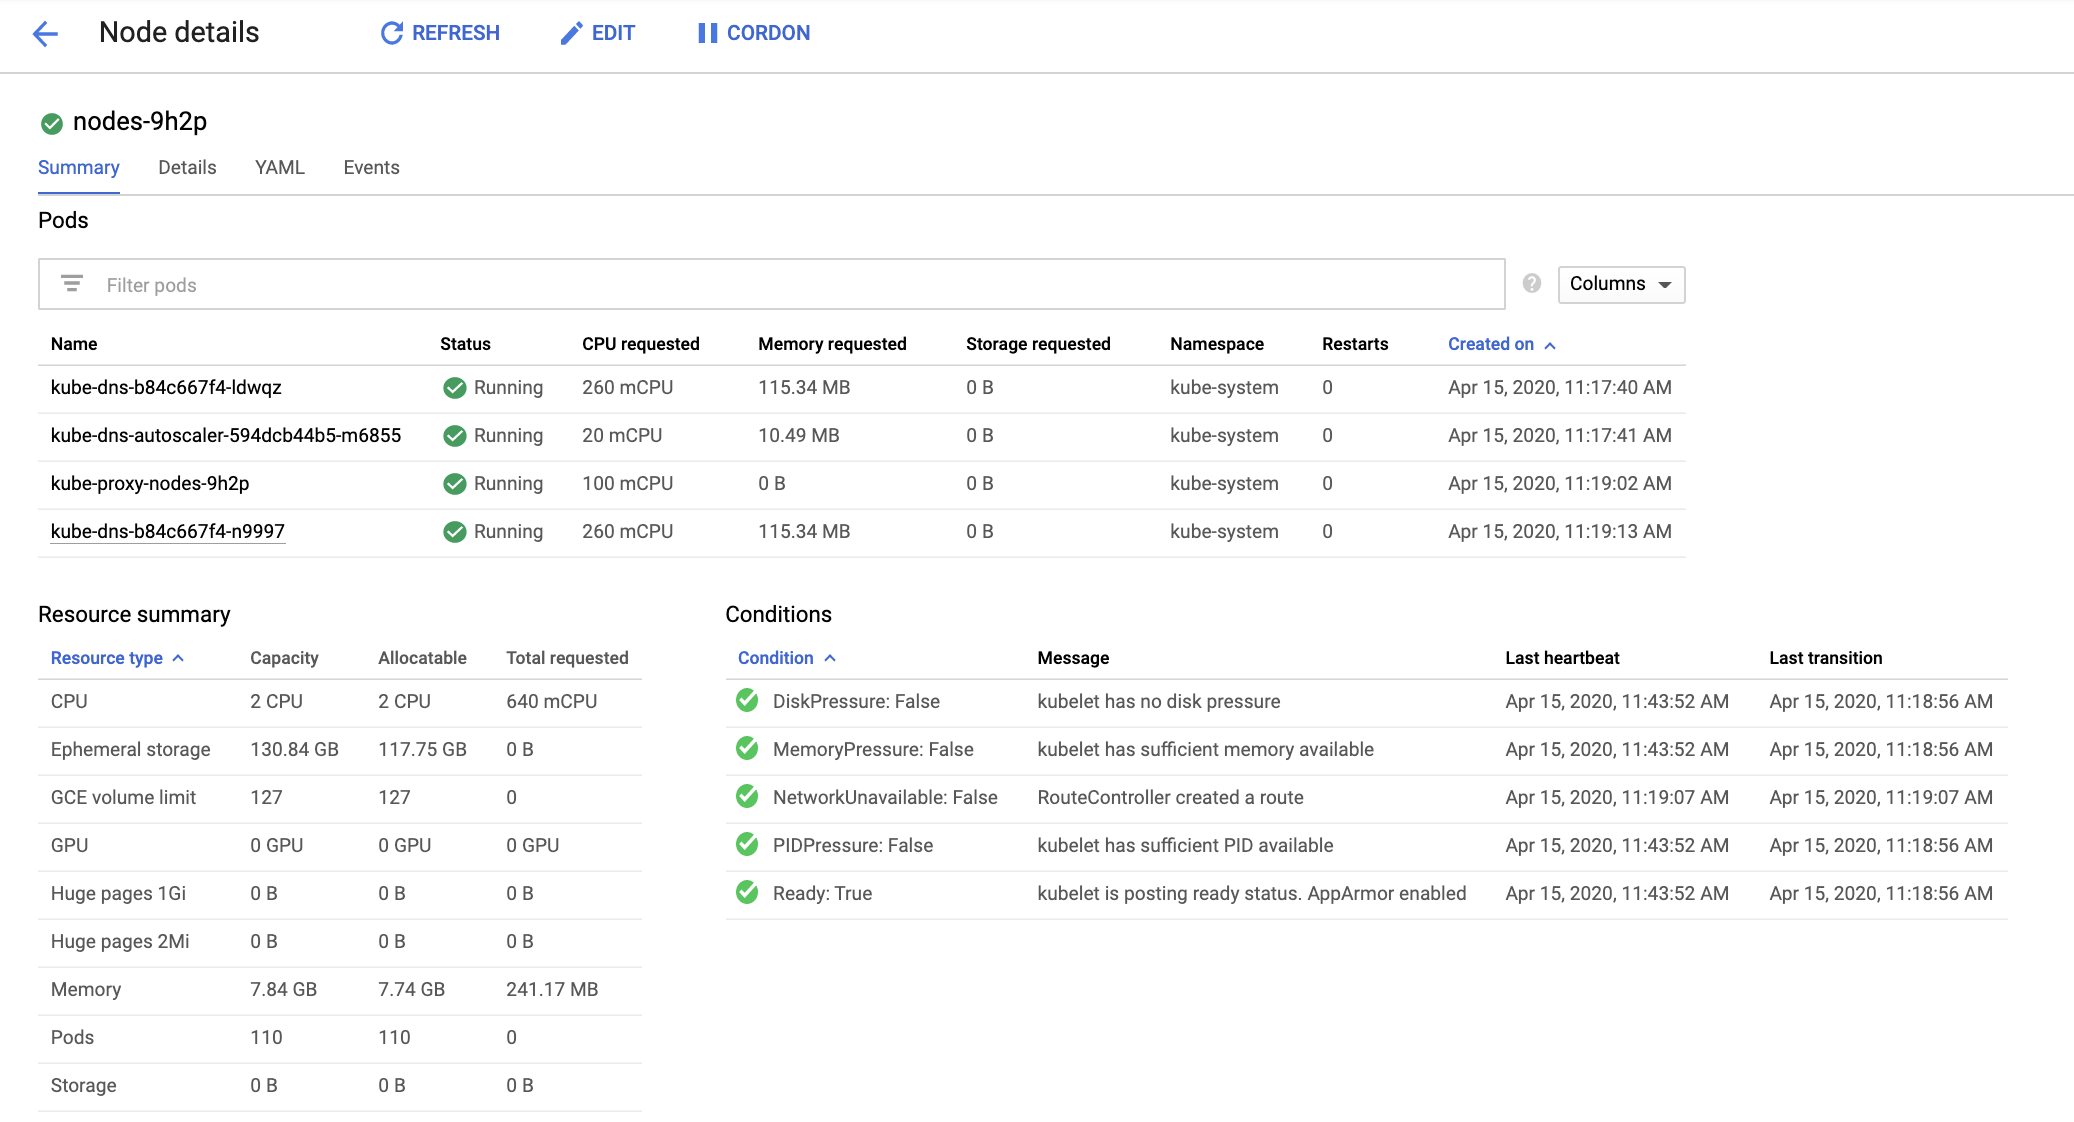 Node details REFRESH EDIT CORDON
nodes-9h2p
Summary Details YAML Events
Pods
Filter pods Columns
Name Status CPU requested Memory requested Storage requested Namespace Restarts Created on
kube-dns-b84c667f4-ldwqz Running 260 mCPU 115.34 MB 0 B kube-system 0 Apr 15, 2020, 11:17:40 AM
kube-dns-autoscaler-594dcb44b5-m6855 Running 20 mCPU 10.49 MB 0 B kube-system 0 Apr 15, 2020, 11:17:41 AM
kube-proxy-nodes-9h2p Running 100 mCPU 0 B 0 B kube-system 0 Apr 15, 2020, 11:19:02 AM
kube-dns-b84c667f4-n9997 Running 260 mCPU 115.34 MB 0 B kube-system 0 Apr 15, 2020, 11:19:13 AM
Resource summary
Resource type Capacity Allocatable Total requested
CPU 2 CPU 2 CPU 640 mCPU
Ephemeral storage 130.84 GB 117.75 GB 0 B
GCE volume limit 127 127 0
GPU 0 GPU 0 GPU 0 GPU
Huge pages 1Gi 0 B 0 B 0 B
Huge pages 2Mi 0 B 0 B 0 B
Memory 7.84 GB 7.74 GB 241.17 MB
Pods 110 110 0
Storage 0 B 0 B 0 B
Conditions
Condition Message Last heartbeat Last transition
DiskPressure: False kubelet has no disk pressure Apr 15, 2020, 11:43:52 AM Apr 15, 2020, 11:18:56 AM
MemoryPressure: False kubelet has sufficient memory available Apr 15, 2020, 11:43:52 AM Apr 15, 2020, 11:18:56 AM
NetworkUnavailable: False RouteController created a route Apr 15, 2020, 11:19:07 AM Apr 15, 2020, 11:19:07 AM
PIDPressure: False kubelet has sufficient PID available Apr 15, 2020, 11:43:52 AM Apr 15, 2020, 11:18:56 AM
Ready: True kubelet is posting ready status. AppArmor enabled Apr 15, 2020, 11:43:52 AM Apr 15, 2020, 11:18:56 AM